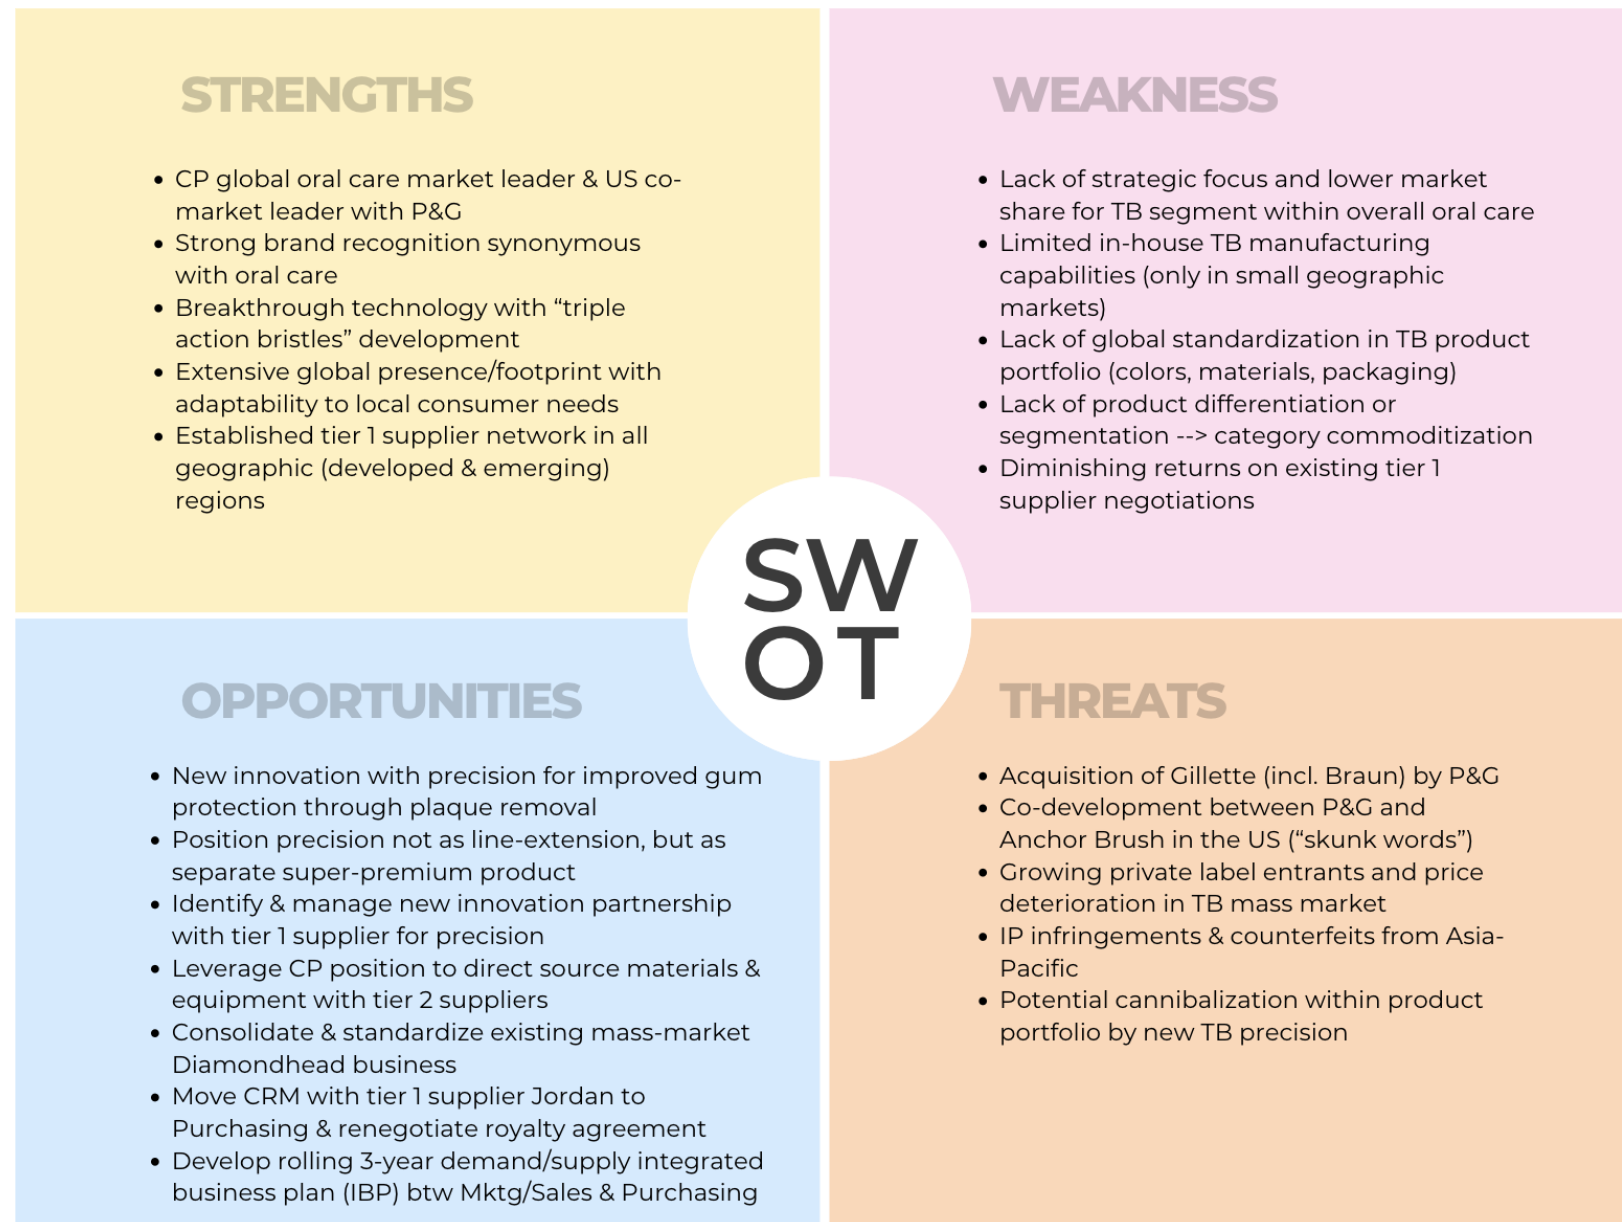 STRENGTHS
• CP global oral care market leader & US co-
market leader with P&G
• Strong brand recognition synonymous
with oral care
• Breakthrough technology with “triple
action bristles” development
• Extensive global presence/footprint with
adaptability to local consumer needs
• Established tier 1 supplier network in all
geographic (developed & emerging)
regions
WEAKNESS
• Lack of strategic focus and lower market
share for TB segment within overall oral care
• Limited in-house TB manufacturing
capabilities (only in small geographic
markets)
• Lack of global standardization in TB product
portfolio (colors, materials, packaging)
• Lack of product differentiation or
segmentation --> category commoditization
• Diminishing returns on existing tier 1
supplier negotiations
SW
OT
OPPORTUNITIES
• New innovation with precision for improved gum
protection through plaque removal
• Position precision not as line-extension, but as
separate super-premium product
• Identify & manage new innovation partnership
with tier 1 supplier for precision
• Leverage CP position to direct source materials &
equipment with tier 2 suppliers
• Consolidate & standardize existing mass-market
Diamondhead business
• Move CRM with tier 1 supplier Jordan to
Purchasing & renegotiate royalty agreement
• Develop rolling 3-year demand/supply integrated
business plan (IBP) btw Mktg/Sales & Purchasing
THREATS
• Acquisition of Gillette (incl. Braun) by P&G
• Co-development between P&G and
Anchor Brush in the US (“skunk words”)
• Growing private label entrants and price
deterioration in TB mass market
• IP infringements & counterfeits from Asia-
Pacific
• Potential cannibalization within product
portfolio by new TB precision